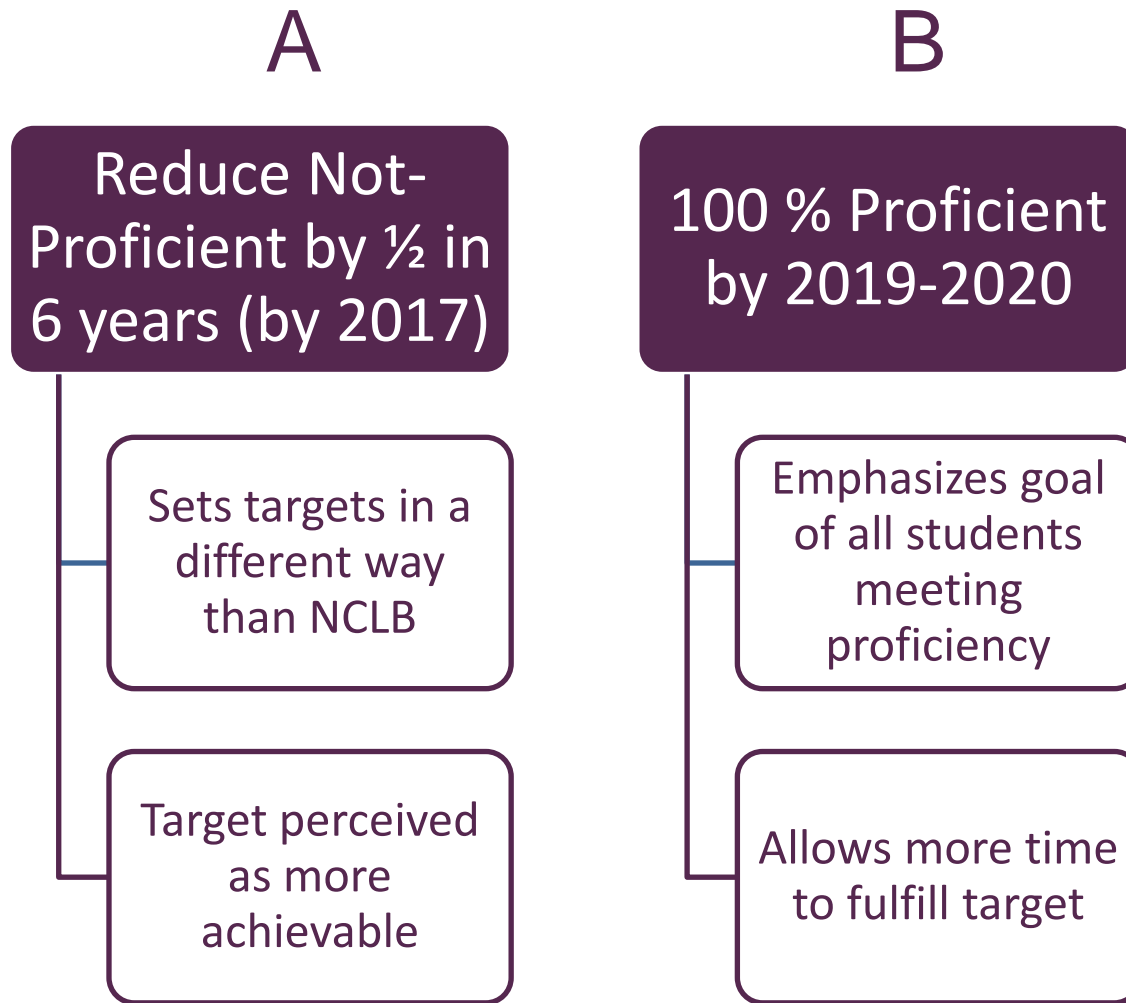 A
Reduce Not-
Proficient by ½ in
6 years (by 2017)
Sets targets in a
different way
than NCLB
Target perceived
as more
achievable
B
100 % Proficient
by 2019-2020
Emphasizes goal
of all students
meeting
proficiency
Allows more time
to fulfill target